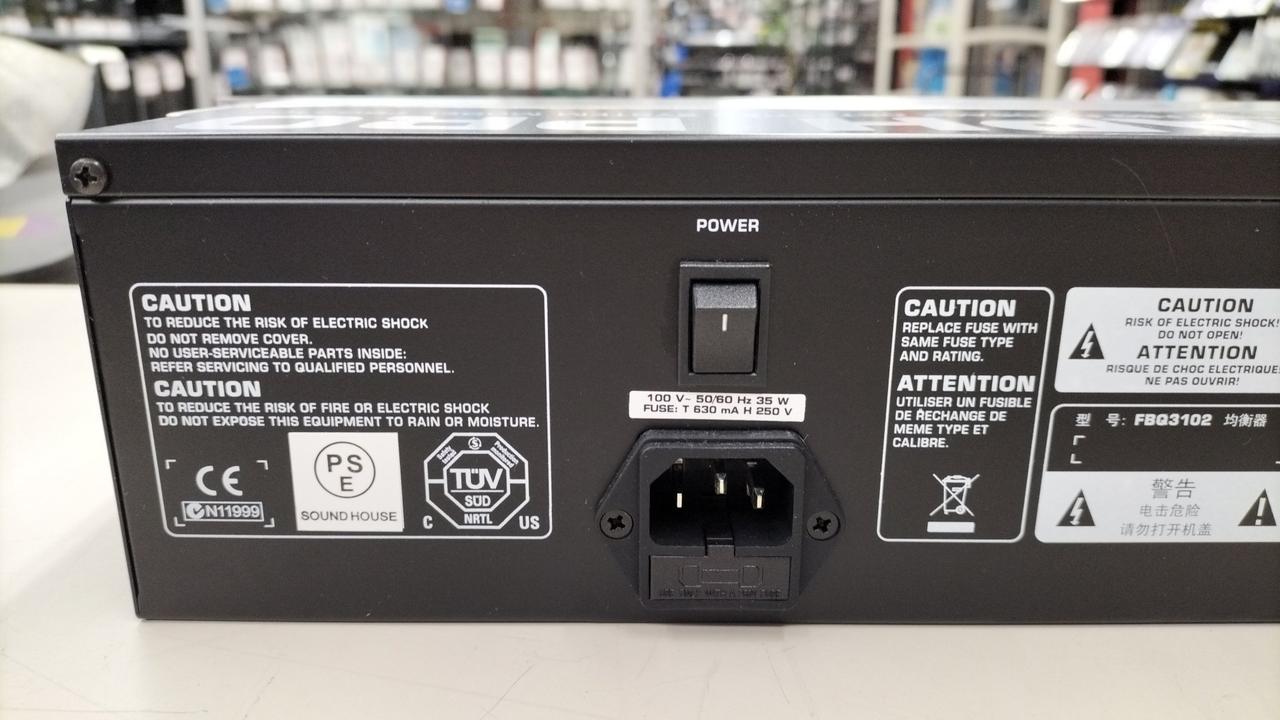 POWER
CAUTION
TO REDUCE THE RISK OF ELECTRIC SHOCK
DO NOT REMOVE COVER.
NO USER-SERVICEABLE PARTS INSIDE:
REFER SERVICING TO QUALIFIED PERSONNEL.
CAUTION
TO REDUCE THE RISK OF FIRE OR ELECTRIC SHOCK
DO NOT EXPOSE THIS EQUIPMENT TO RAIN OR MOISTURE.
CE
N11999
PS
E
SOUND HOUSE
TÜV
SÜD
NRTL
C US
100 V~ 50/60 Hz 35 W
FUSE: T 630 mA H 250 V
CAUTION
REPLACE FUSE WITH
SAME FUSE TYPE
AND RATING.
ATTENTION
UTILISER UN FUSIBLE
DE RECHANGE DE
MEME TYPE ET
CALIBRE.
CAUTION
RISK OF ELECTRIC SHOCK!
DO NOT OPEN!
ATTENTION
RISQUE DE CHOC ELECTRIQUE!
NE PAS OUVRIR!
型 号: FBQ3102 均衡器
警告
电击危险
请勿打开机盖